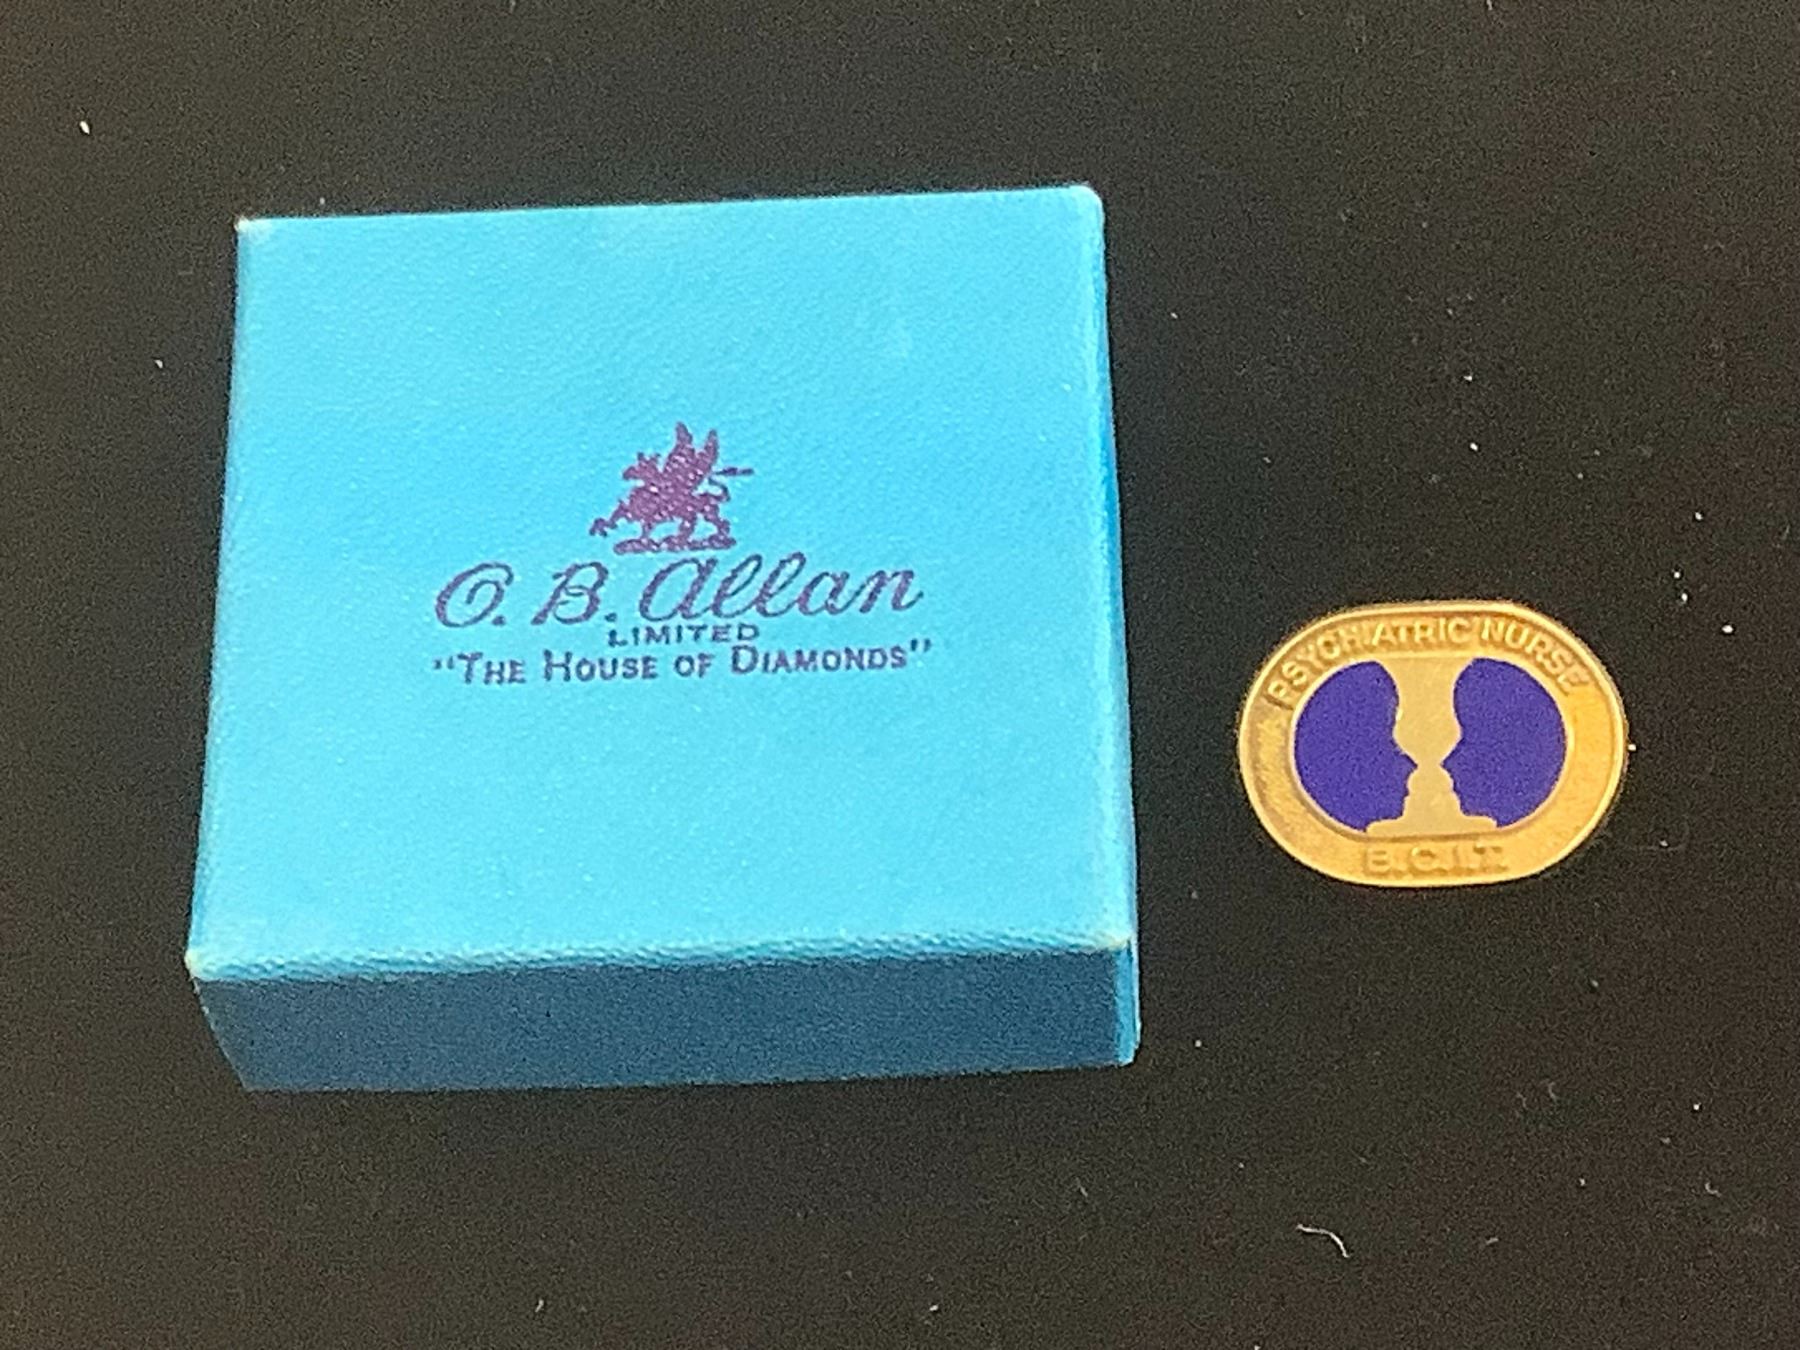 O. B. Allan
LIMITED
"THE HOUSE OF DIAMONDS"
PSYCHIATRIC NURSE
B.C.I.T.